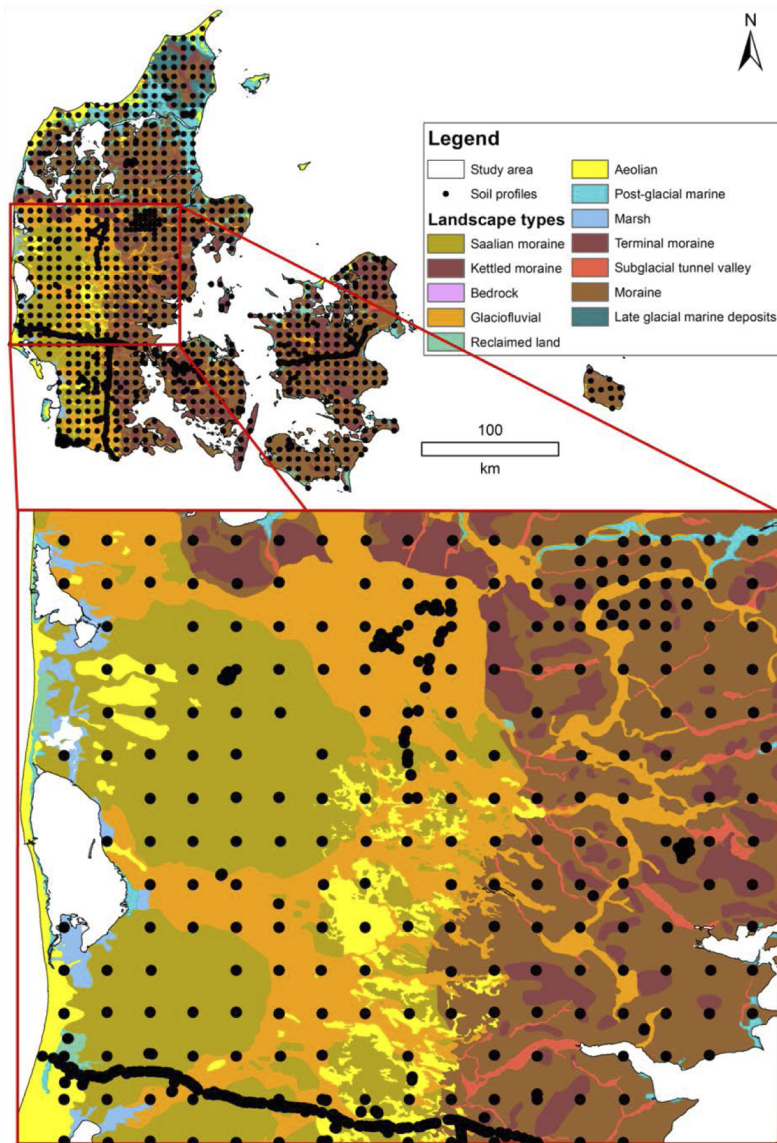 N
Legend
Study area
Soil profiles
Landscape types
Saalian moraine
Kettled moraine
Bedrock
Glaciofluvial
Reclaimed land
Aeolian
Post-glacial marine
Marsh
Terminal moraine
Subglacial tunnel valley
Moraine
Late glacial marine deposits
100
km